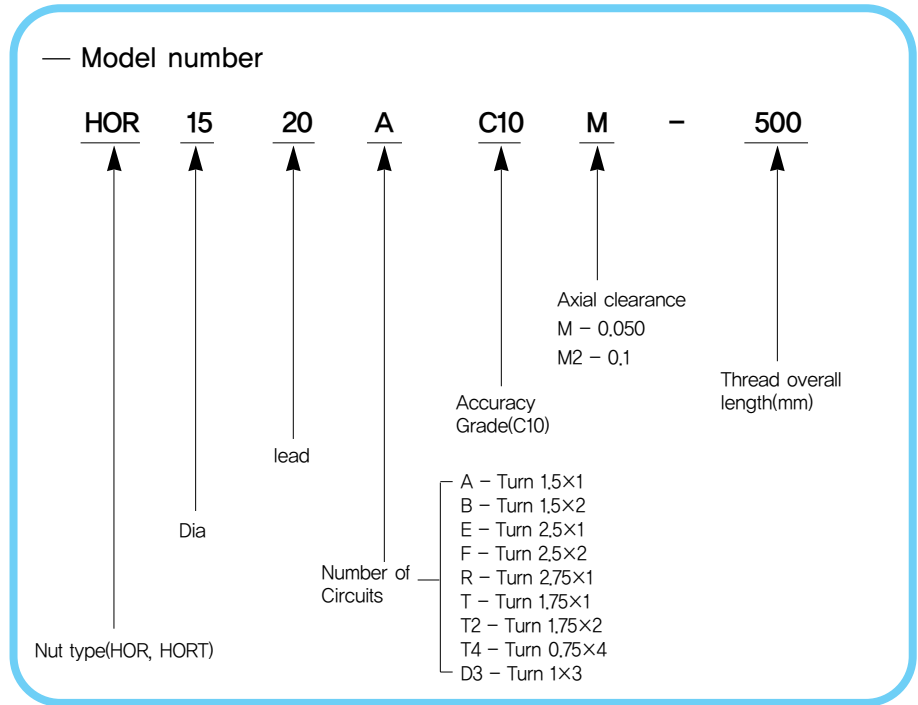 — Model number
HOR 15 20 A C10 M - 500
Axial clearance
M - 0.050
M2 - 0.1
Thread overall
length(mm)
Accuracy
Grade(C10)
lead
Dia
Number of
Circuits
A - Turn 1.5×1
B - Turn 1.5×2
E - Turn 2.5×1
F - Turn 2.5×2
R - Turn 2.75×1
T - Turn 1.75×1
T2 - Turn 1.75×2
T4 - Turn 0.75×4
D3 - Turn 1×3
Nut type(HOR, HORT)